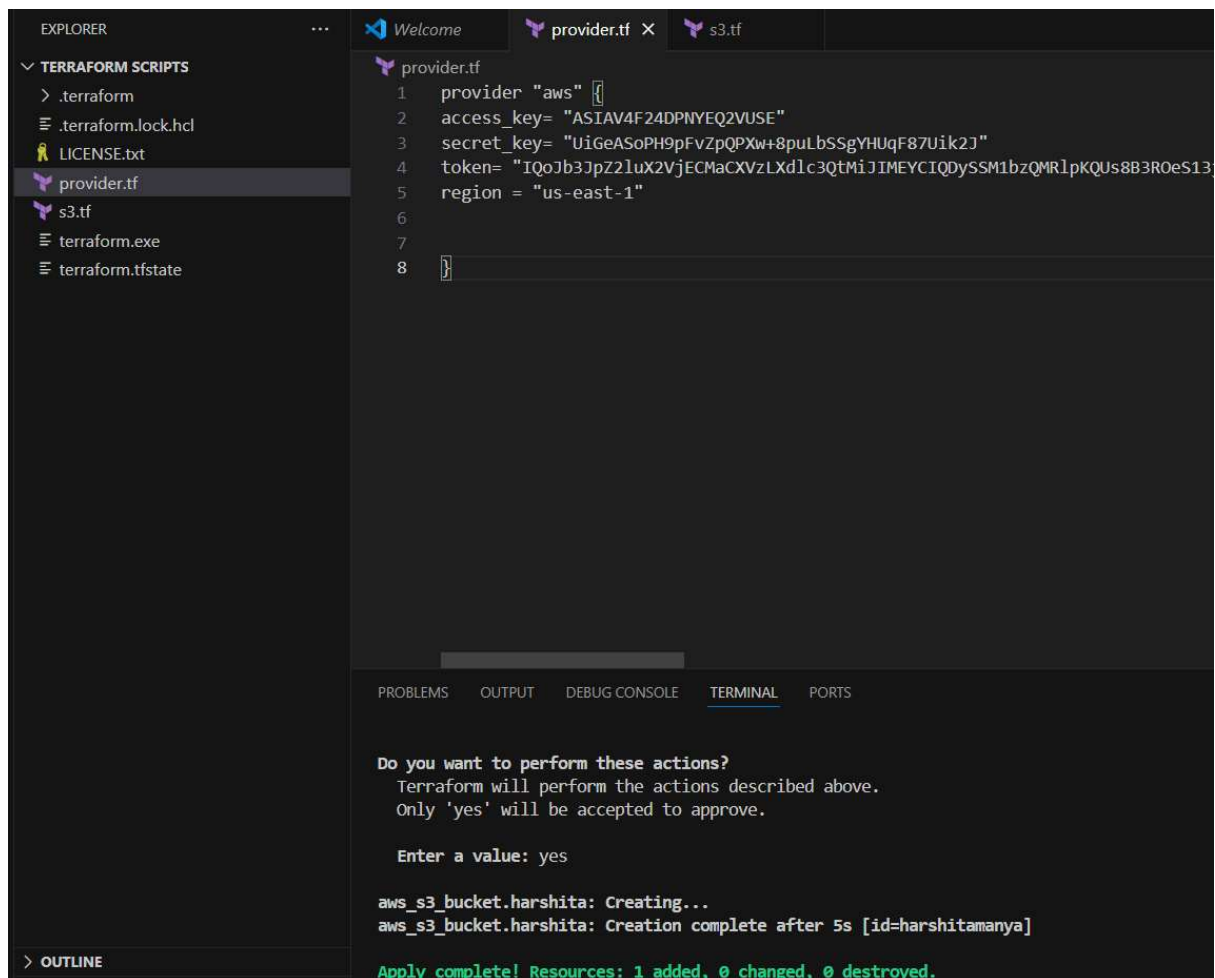 EXPLORER
...
Welcome
provider.tf
s3.tf
TERRAFORM SCRIPTS
.terraform
.terraform.lock.hcl
LICENSE.txt
provider.tf
s3.tf
terraform.exe
terraform.tfstate
OUTLINE
provider.tf
1 provider "aws" {
2 access_key= "ASIAV4F24DPNYEQ2VUSE"
3 secret_key= "UiGeASoPH9pFvZpQPXw+8puLbSSgYHUqF87Uik2J"
4 token= "IQoJb3JpZ2luX2VjECMaCXVzLXdlc3QtMiJIMEYCIQDySSM1bzQMRlpKQUs8B3ROeS13j
5 region = "us-east-1"
6
7
8 }
PROBLEMS OUTPUT DEBUG CONSOLE TERMINAL PORTS
Do you want to perform these actions?
Terraform will perform the actions described above.
Only 'yes' will be accepted to approve.
Enter a value: yes
aws_s3_bucket.harshita: Creating...
aws_s3_bucket.harshita: Creation complete after 5s [id=harshitamanya]
Apply complete! Resources: 1 added, 0 changed, 0 destroyed.